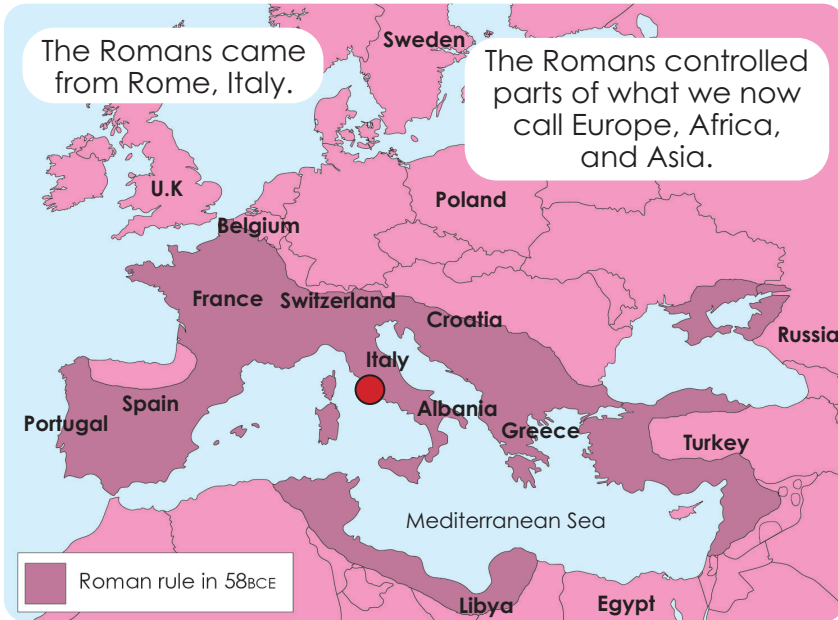 The Romans came
from Rome, Italy.
The Romans controlled
parts of what we now
call Europe, Africa,
and Asia.
Sweden
U.K
Poland
Belgium
France
Switzerland
Croatia
Russia
Italy
Portugal
Spain
Albania
Greece
Turkey
Mediterranean Sea
Roman rule in 58BCE
Libya
Egypt